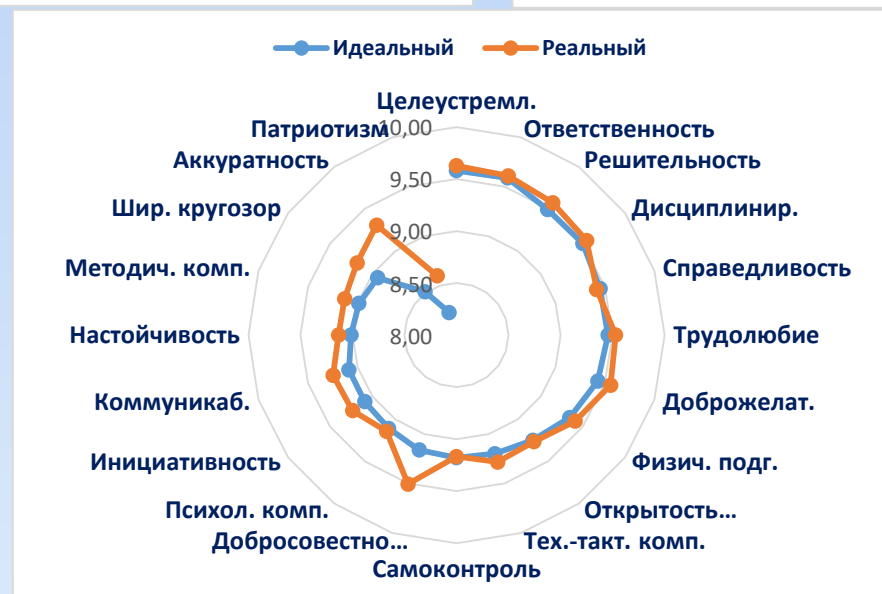 Идеальный
Реальный
Целеустремл.
Ответственность
Решительность
Дисциплинир.
Справедливость
Трудолюбие
Доброжелат.
Физич. подг.
Открытость…
Тех.-такт. комп.
Самоконтроль
Добросовестно…
Психол. комп.
Инициативность
Коммуникаб.
Настойчивость
Методич. комп.
Шир. кругозор
Аккуратность
Патриотизм
10,00
9,50
9,00
8,50
8,00